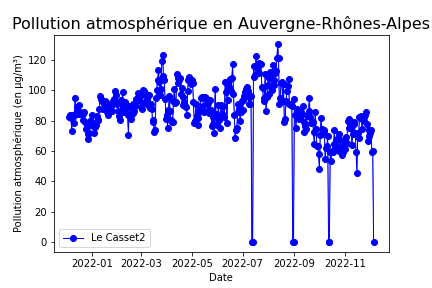 Pollution atmosphérique en Auvergne-Rhônes-Alpes
Pollution atmosphérique (en µg/m³)
120
100
80
60
40
20
0
Le Casset2
2022-01 2022-03 2022-05 2022-07 2022-09 2022-11
Date